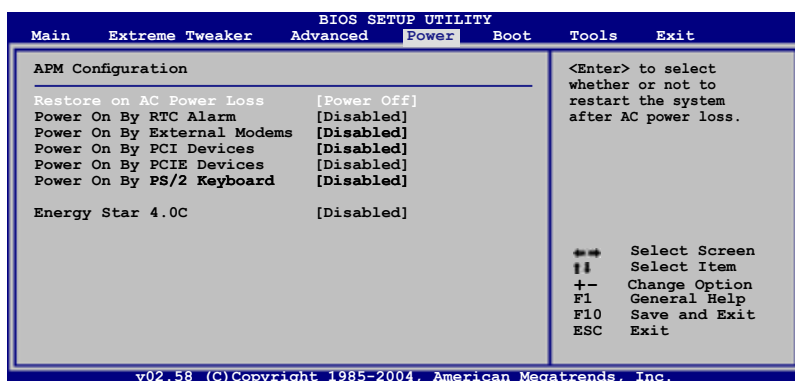 BIOS SETUP UTILITY
Main Extreme Tweaker Advanced Power Boot Tools Exit
APM Configuration
Restore on AC Power Loss [Power Off]
Power On By RTC Alarm [Disabled]
Power On By External Modems [Disabled]
Power On By PCI Devices [Disabled]
Power On By PCIE Devices [Disabled]
Power On By PS/2 Keyboard [Disabled]
Energy Star 4.0C [Disabled]
<Enter> to select
whether or not to
restart the system
after AC power loss.
←→ Select Screen
↑↓ Select Item
+- Change Option
F1 General Help
F10 Save and Exit
ESC Exit
v02.58 (C)Copyright 1985-2004, American Megatrends, Inc.